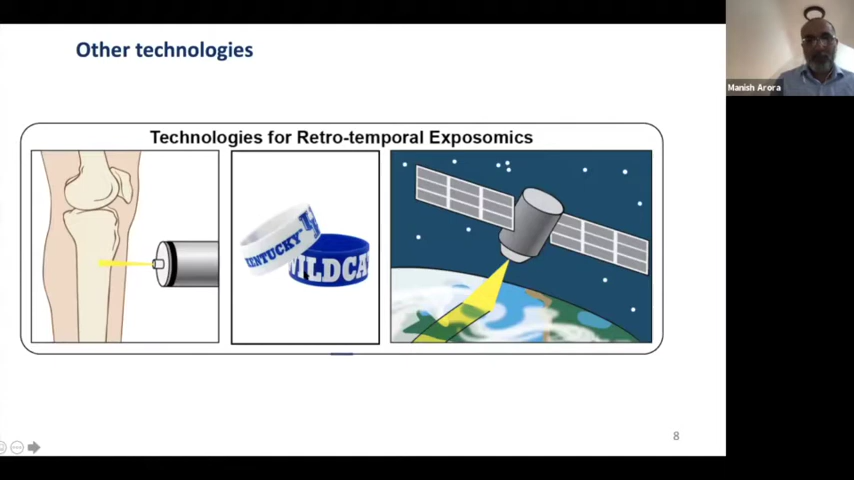 Other technologies
Manish Arora
Technologies for Retro-temporal Exposomics
KENTUCKY
WILDCA
8